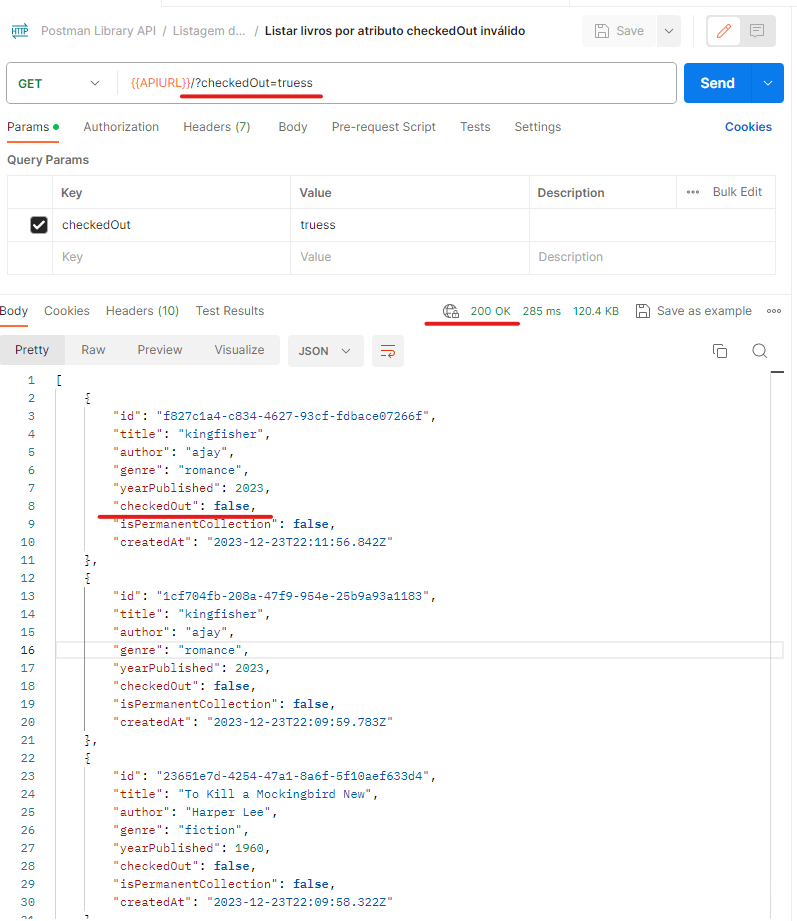 HTTP Postman Library API / Listagem d... / Listar livros por atributo checkedOut inválido Save
GET {{APIURL}}/?checkedOut=truess Send
Params Authorization Headers (7) Body Pre-request Script Tests Settings Cookies
Query Params
Key Value Description ••• Bulk Edit
checkedOut truess
Key Value Description
Body Cookies Headers (10) Test Results 200 OK 285 ms 120.4 KB Save as example
Pretty Raw Preview Visualize JSON
1 [
2 {
3 "id": "f827c1a4-c834-4627-93cf-fdbace07266f",
4 "title": "kingfisher",
5 "author": "ajay",
6 "genre": "romance",
7 "yearPublished": 2023,
8 "checkedOut": false,
9 "isPermanentCollection": false,
10 "createdAt": "2023-12-23T22:11:56.842Z"
11 },
12 {
13 "id": "1cf704fb-208a-47f9-954e-25b9a93a1183",
14 "title": "kingfisher",
15 "author": "ajay",
16 "genre": "romance",
17 "yearPublished": 2023,
18 "checkedOut": false,
19 "isPermanentCollection": false,
20 "createdAt": "2023-12-23T22:09:59.783Z"
21 },
22 {
23 "id": "23651e7d-4254-47a1-8a6f-5f10aef633d4",
24 "title": "To Kill a Mockingbird New",
25 "author": "Harper Lee",
26 "genre": "fiction",
27 "yearPublished": 1960,
28 "checkedOut": false,
29 "isPermanentCollection": false,
30 "createdAt": "2023-12-23T22:09:58.322Z"